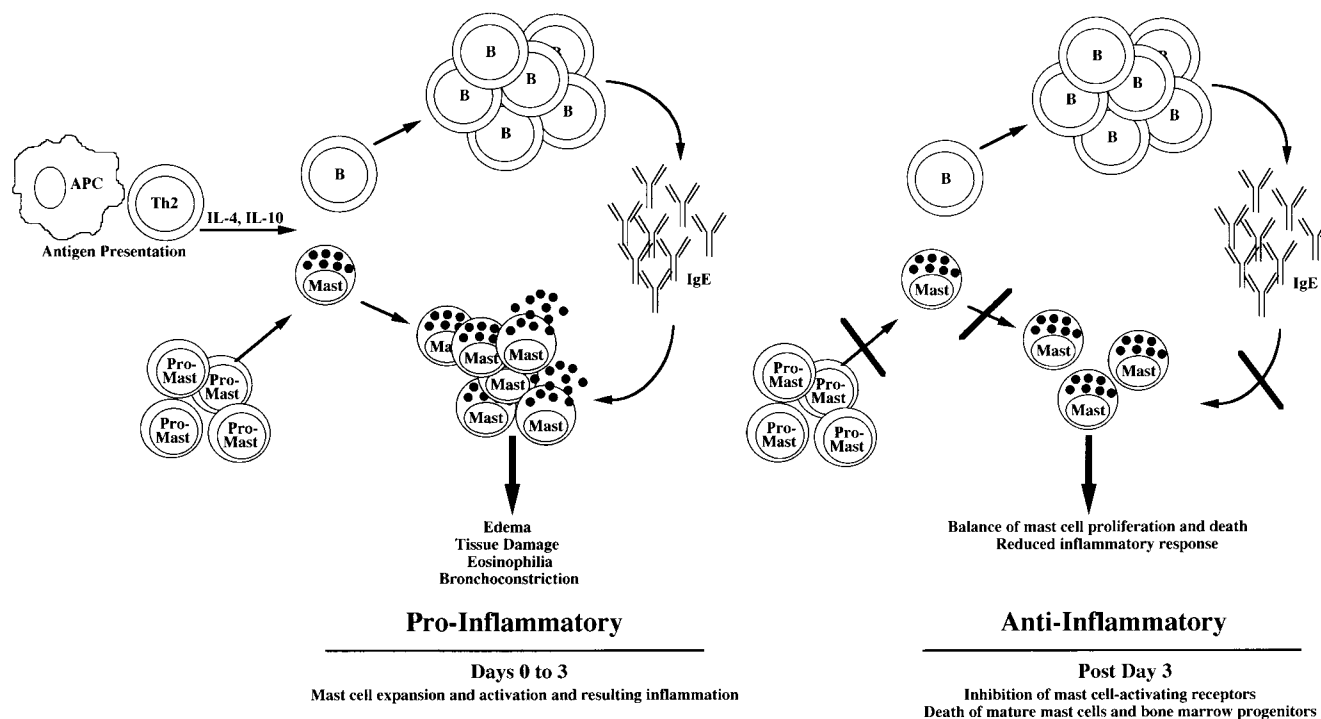 B
B
B
B
B
B
B
APC
Th2
IL-4, IL-10
Antigen Presentation
IgE
Mast
Mast
Mast
Mast
Mast
Mast
Pro-
Mast
Pro-
Mast
Pro-
Mast
Pro-
Mast
Edema
Tissue Damage
Eosinophilia
Bronchoconstriction
Pro-Inflammatory
Days 0 to 3
Mast cell expansion and activation and resulting inflammation
B
B
B
B
B
B
B
IgE
Mast
Mast
Mast
Mast
Pro-
Mast
Pro-
Mast
Pro-
Mast
Pro-
Mast
Balance of mast cell proliferation and death
Reduced inflammatory response
Anti-Inflammatory
Post Day 3
Inhibition of mast cell-activating receptors
Death of mature mast cells and bone marrow progenitors